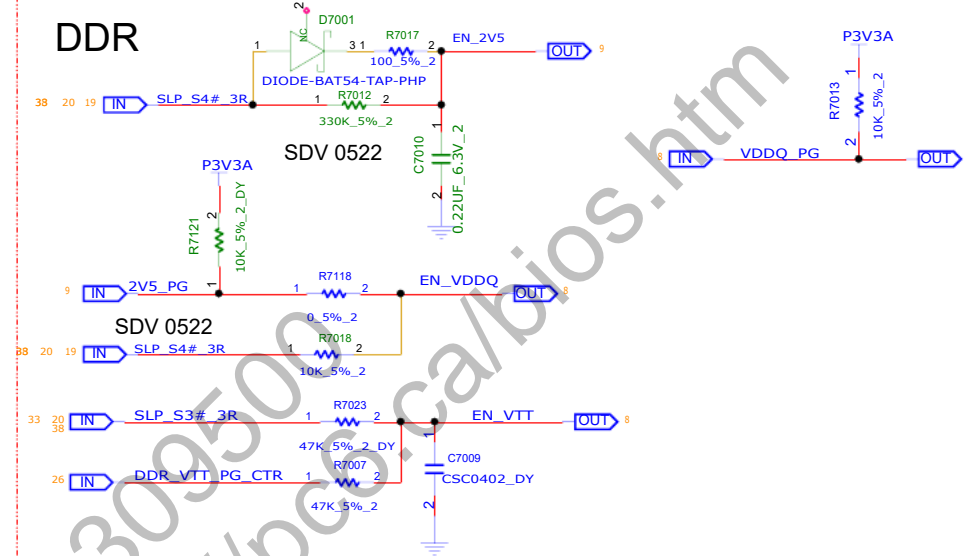 DDR
2
D7001
NC
1
3
1
R7017
2
EN_2V5
OUT
9
100_5%_2
DIODE-BAT54-TAP-PHP
38 20 19
IN
SLP_S4#_3R
1
R7012
2
330K_5%_2
SDV 0522
1
C7010
0.22UF_6.3V_2
2
P3V3A
1
R7013
10K_5%_2
2
8
IN
VDDQ_PG
OUT
P3V3A
2
R7121
10K_5%_2_DY
1
9
IN
2V5_PG
1
R7118
2
0_5%_2
EN_VDDQ
OUT
8
SDV 0522
20 19
IN
SLP_S4#_3R
1
R7018
2
10K_5%_2
33 20
38
IN
SLP_S3#_3R
1
R7023
2
47K_5%_2_DY
EN_VTT
OUT
8
1
C7009
CSC0402_DY
2
26
IN
DDR_VTT_PG_CTR
1
R7007
2
47K_5%_2
309500
/pc6.ca/bios.htm